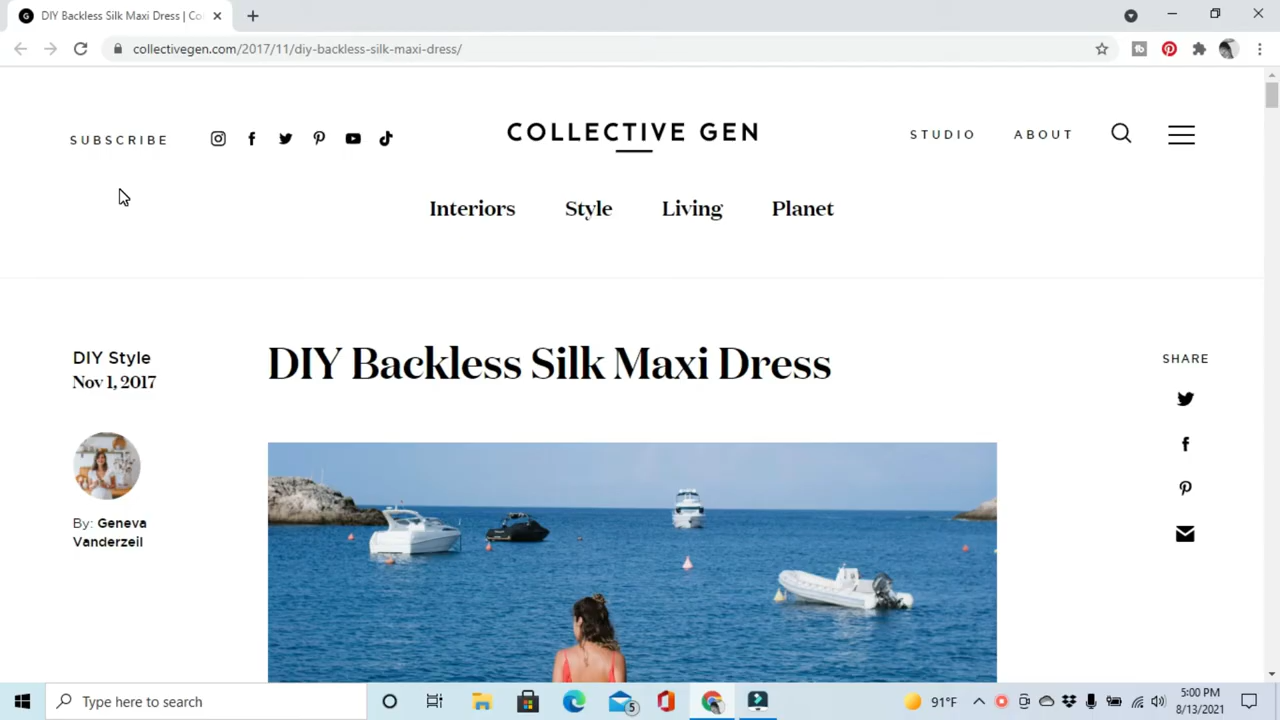 DIY Backless Silk Maxi Dress | Co
collectivegen.com/2017/11/diy-backless-silk-maxi-dress/
SUBSCRIBE
COLLECTIVE GEN
STUDIO
ABOUT
Interiors
Style
Living
Planet
DIY Style
Nov 1, 2017
DIY Backless Silk Maxi Dress
SHARE
By: Geneva
Vanderzeil
Type here to search
5
91°F
5:00 PM
8/13/2021